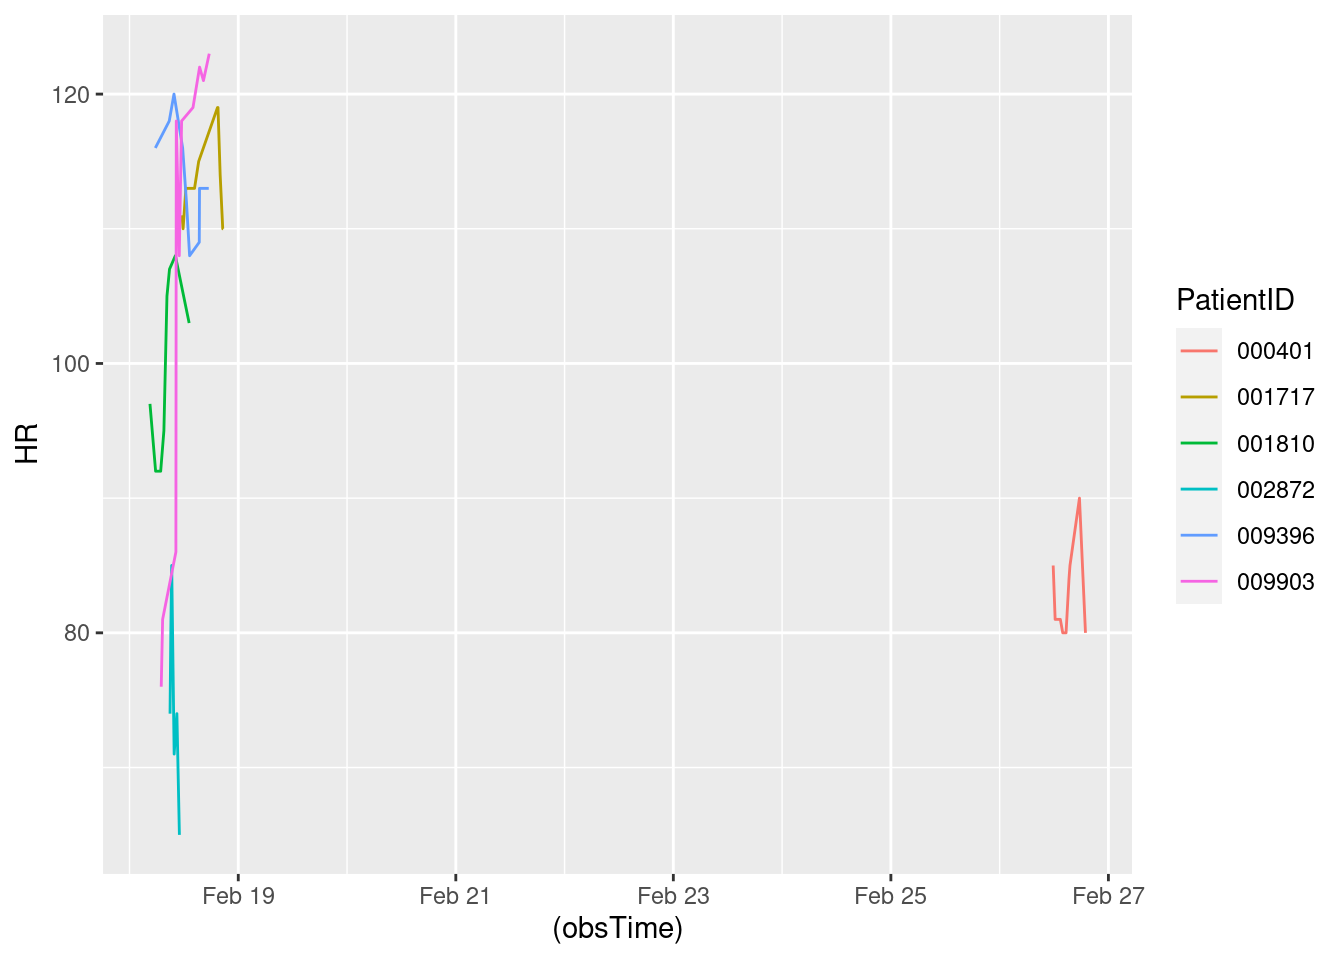 120
100
80
HR
Feb 19
Feb 21
Feb 23
Feb 25
Feb 27
(obsTime)
PatientID
000401
001717
001810
002872
009396
009903